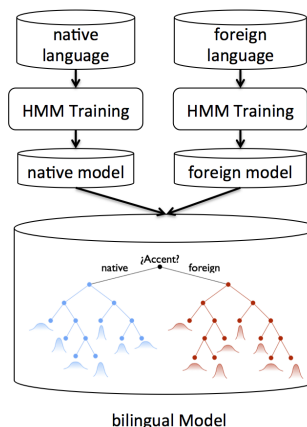 native
language
foreign
language
HMM Training
HMM Training
native model
foreign model
¿Accent?
native
foreign
bilingual Model